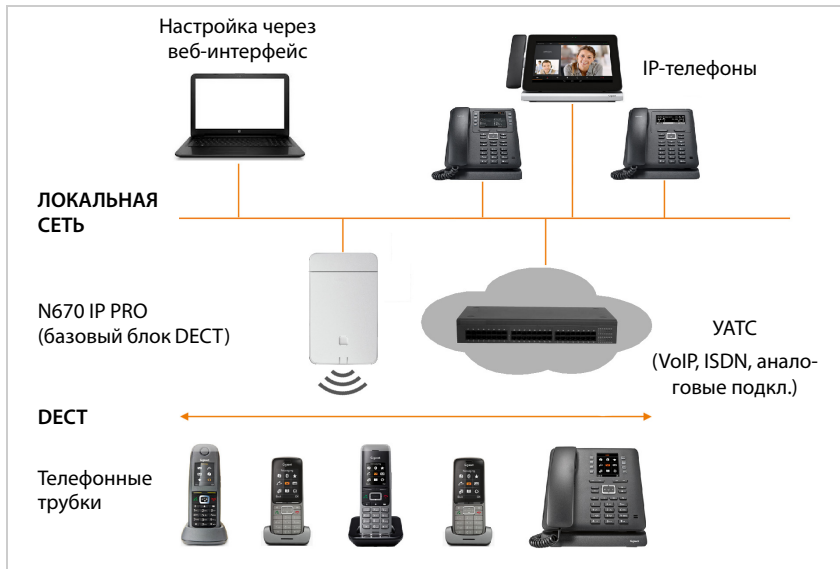 Настройка через
веб-интерфейс
IP-телефоны
ЛОКАЛЬНАЯ
СЕТЬ
N670 IP PRO
(базовый блок DECT)
УАТС
(VoIP, ISDN, анало-
говые подкл.)
DECT
Телефонные
трубки